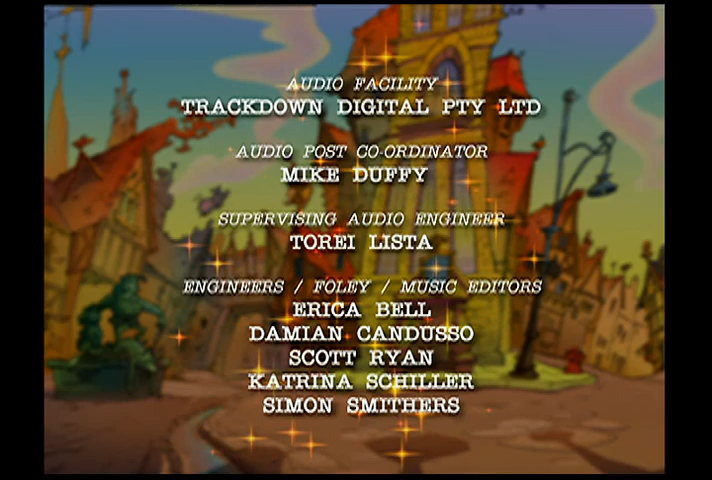 AUDIO FACILITY
TRACKDOWN DIGITAL PTY LTD
AUDIO POST CO-ORDINATOR
MIKE DUFFY
SUPERVISING AUDIO ENGINEER
TOREI LISTA
ENGINEERS / FOLEY / MUSIC EDITORS
ERICA BELL
DAMIAN CANDUSSO
SCOTT RYAN
KATRINA SCHILLER
SIMON SMITHERS